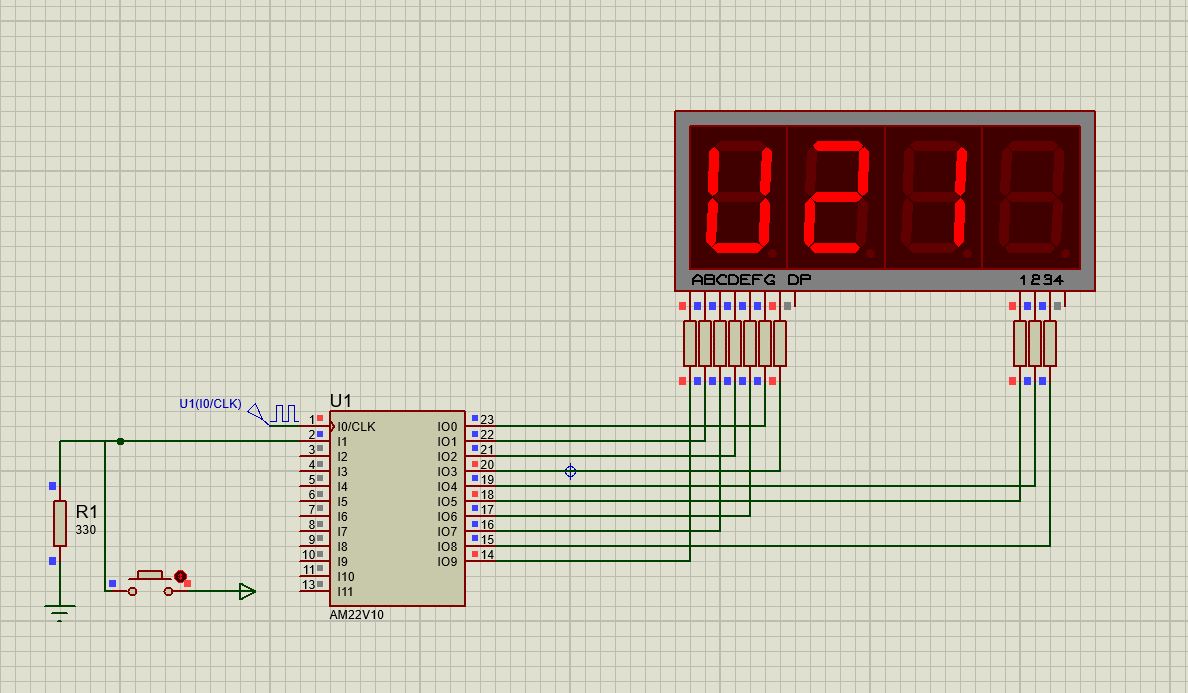 U21
ABCDEFG DP 1234
U1(I0/CLK)
U1
1 I0/CLK IO0 23
2 I1 IO1 22
3 I2 IO2 21
4 I3 IO3 20
5 I4 IO4 19
6 I5 IO5 18
7 I6 IO6 17
8 I7 IO7 16
9 I8 IO8 15
10 I9 IO9 14
11 I10
13 I11
AM22V10
R1
330